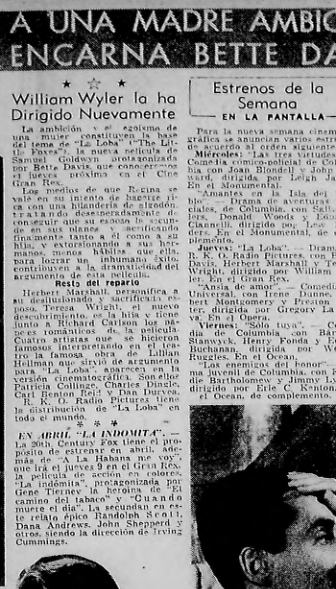 A UNA MADRE AMBIC
ENCARNA BETTE DA
William Wyler la ha
Dirigido Nuevamente
La ambición y el egoísmo de
una mujer constituyen la base
del tema de "La Loba" ("The Lit-
tle Foxes"), la nueva película de
Samuel Goldwyn protagonizada
por Bette Davis, que conoceremos
el jueves próximo en el Cine
Gran Rex.
Los medios de que Regina se
vale en su intento de hacerse ri-
ca con una hilandería de algodón,
tratando desesperadamente de
conseguir que su esposo le secun-
de en sus planes y sacrificando
finalmente tanto a él como a su
hija, y extorsionando a sus her-
manos, menos hábiles que ella,
para lograr un inhumano éxito,
contribuyen a la dramaticidad del
argumento de esta película.
Resto del reparto
Herbert Marshall, personifica a
su desilusionado y sacrificado es-
poso. Teresa Wright, el nuevo
descubrimiento, es la hija y tiene
junto a Richard Carlson los pa-
peles románticos de la película.
Cuatro artistas que se hicieron
famosos interpretando en el tea-
tro la famosa obra de Lillian
Hellman que sirvió de argumento
para "La Loba", aparecen en la
versión cinematográfica. Son ellos
Patricia Collinge, Charles Dingle,
Carl Benton Reid y Dan Duryea.
R. K. O. Radio Pictures tiene
la distribución de "La Loba" en
todo el mundo.
EN ABRIL "LA INDOMITA". —
La 20th. Century Fox tiene el pro-
pósito de estrenar en abril, ade-
más de "A La Habana me voy",
que irá el jueves 9 en el Gran Rex,
la película de acción en colores,
"La indómita", protagonizada por
Gene Tierney la heroína de "El
camino del tabaco" y "Cuando
muere el día". La secundan en es-
te relato épico Randolph Scott,
Dana Andrews, John Shepperd y
otros, siendo la dirección de Irving
Cummings.
Estrenos de la
Semana
— EN LA PANTALLA —
Para la nueva semana cinem
gráfica se anuncian varios estre
de acuerdo al orden siguiente
Miércoles: "Las tres virtudes
Comedia cómico-policial de Col
bia con Joan Blondell y John
ward, dirigida por Leigh Ja
En el Monumental.
"Amantes en la Isla del
blo". — Drama de aventuras
ciales, de Columbia, con Sall
lers, Donald Woods y Edu
Ciannelli, dirigido por Lew
ders. En el Monumental, de
plemento.
Jueves: "La Loba". — Dram
R. K. O. Radio Pictures, con B
Davis, Herbert Marshall y Te
Wright, dirigido por William
ler. En el Gran Rex.
"Ansia de amor". — Comedi
Universal, con Irene Dunne,
bert Montgomery y Preston
ter, dirigida por Gregory La
va. En el Opera.
Viernes: "Sólo tuya". — Co
dia de Columbia con Bár
Stanwyck, Henry Fonda y E
Buchanan, dirigida por We
Ruggles. En el Ocean.
"Los enemigos del honor".
ma juvenil de Columbia, con F
die Bartholomew y Jimmy Ly
dirigido por Erle C. Kenton.
el Ocean, de complemento.